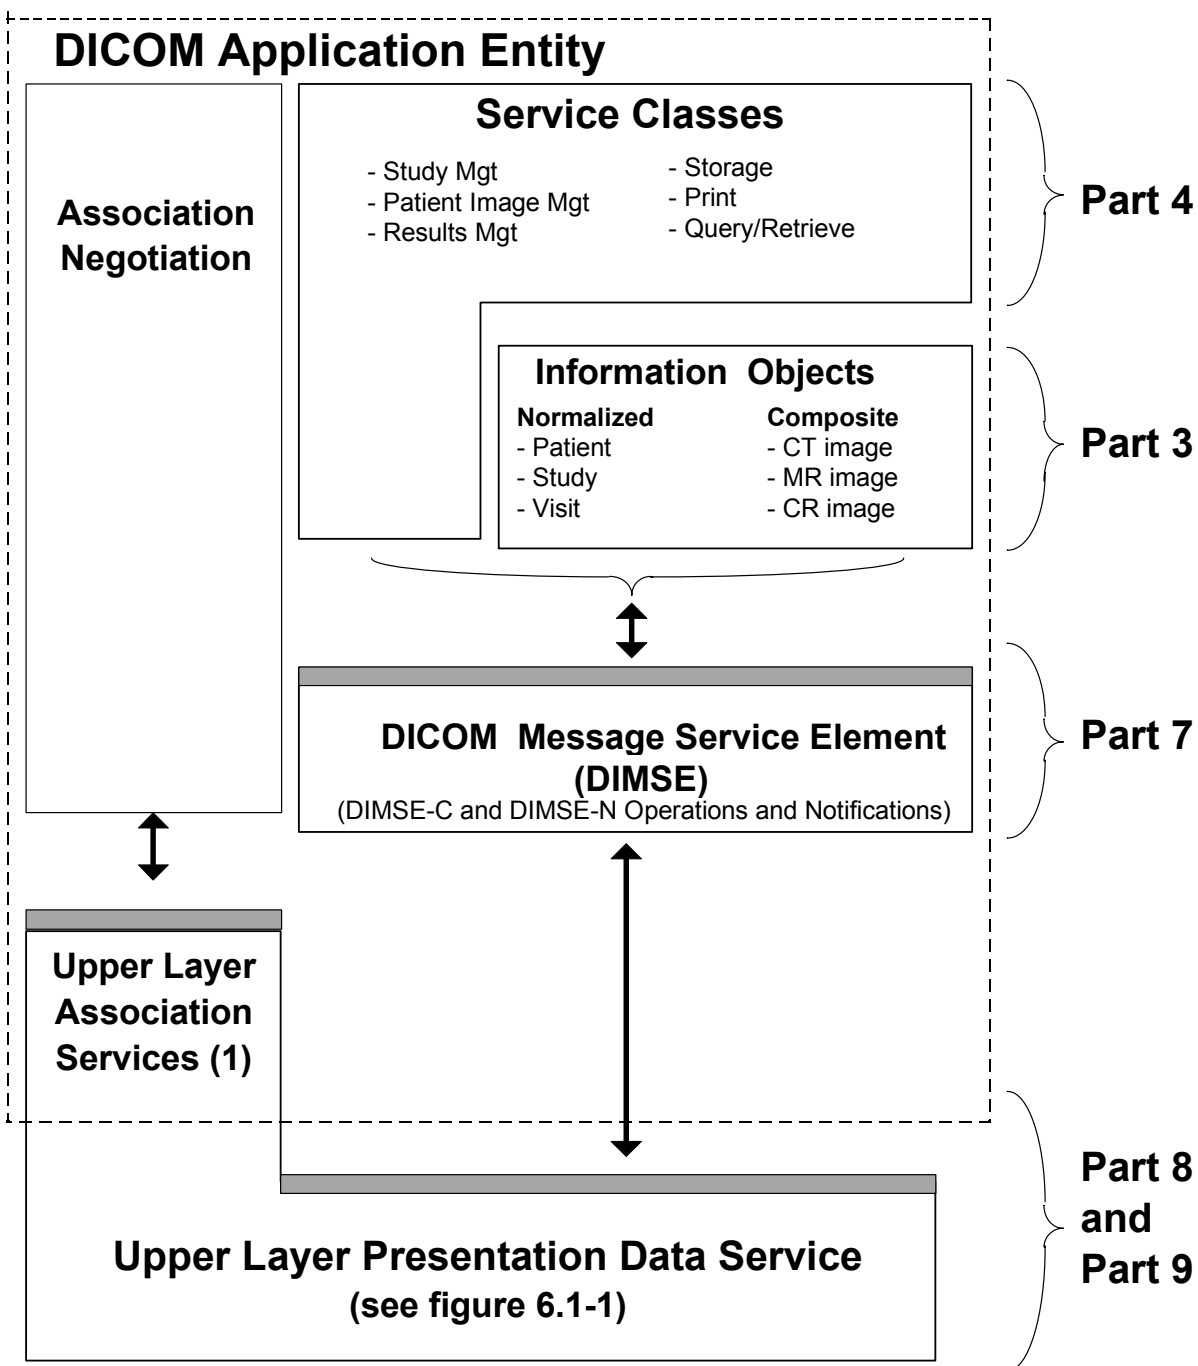 DICOM Application Entity
Association
Negotiation
Service Classes
- Study Mgt
- Patient Image Mgt
- Results Mgt
- Storage
- Print
- Query/Retrieve
Part 4
Information Objects
Normalized
- Patient
- Study
- Visit
Composite
- CT image
- MR image
- CR image
Part 3
DICOM Message Service Element
(DIMSE)
(DIMSE-C and DIMSE-N Operations and Notifications)
Part 7
Upper Layer
Association
Services (1)
Upper Layer Presentation Data Service
(see figure 6.1-1)
Part 8
and
Part 9